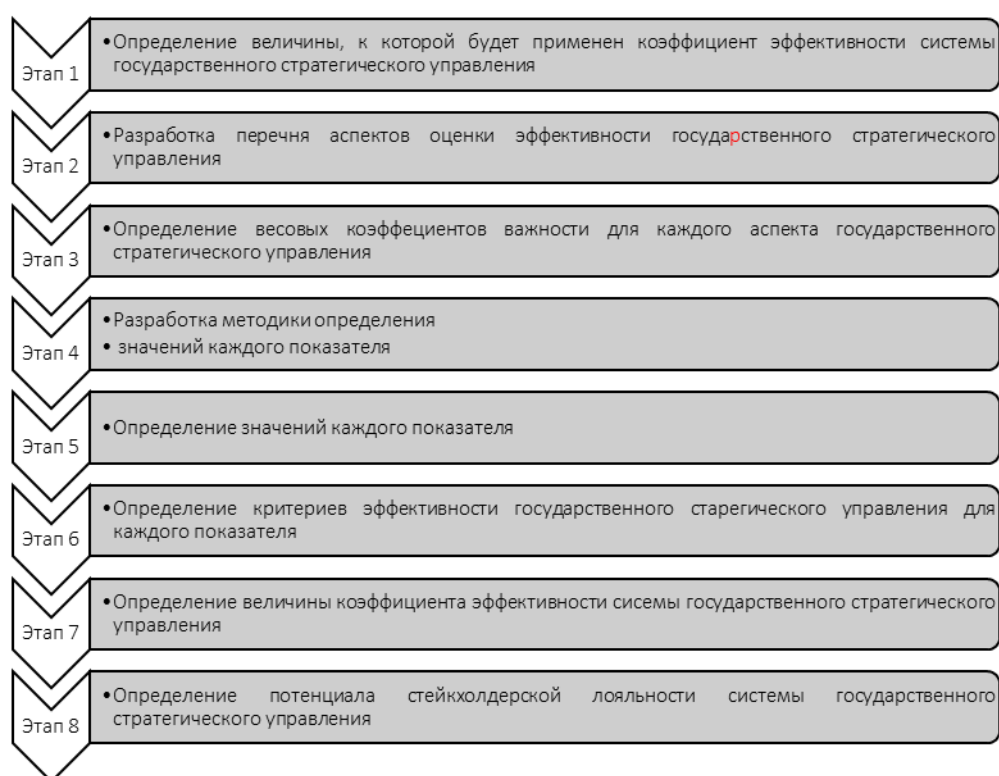 Этап 1
•Определение величины, к которой будет применен коэффициент эффективности системы
государственного стратегического управления
Этап 2
•Разработка перечня аспектов оценки эффективности государственного стратегического
управления
Этап 3
•Определение весовых коэффециентов важности для каждого аспекта государственного
стратегического управления
Этап 4
•Разработка методики определения
• значений каждого показателя
Этап 5
•Определение значений каждого показателя
Этап 6
•Определение критериев эффективности государственного старегического управления для
каждого показателя
Этап 7
•Определение величины коэффициента эффективности сисемы государственного стратегического
управления
Этап 8
•Определение потенциала стейкхолдерской лояльности системы государственного
стратегического управления